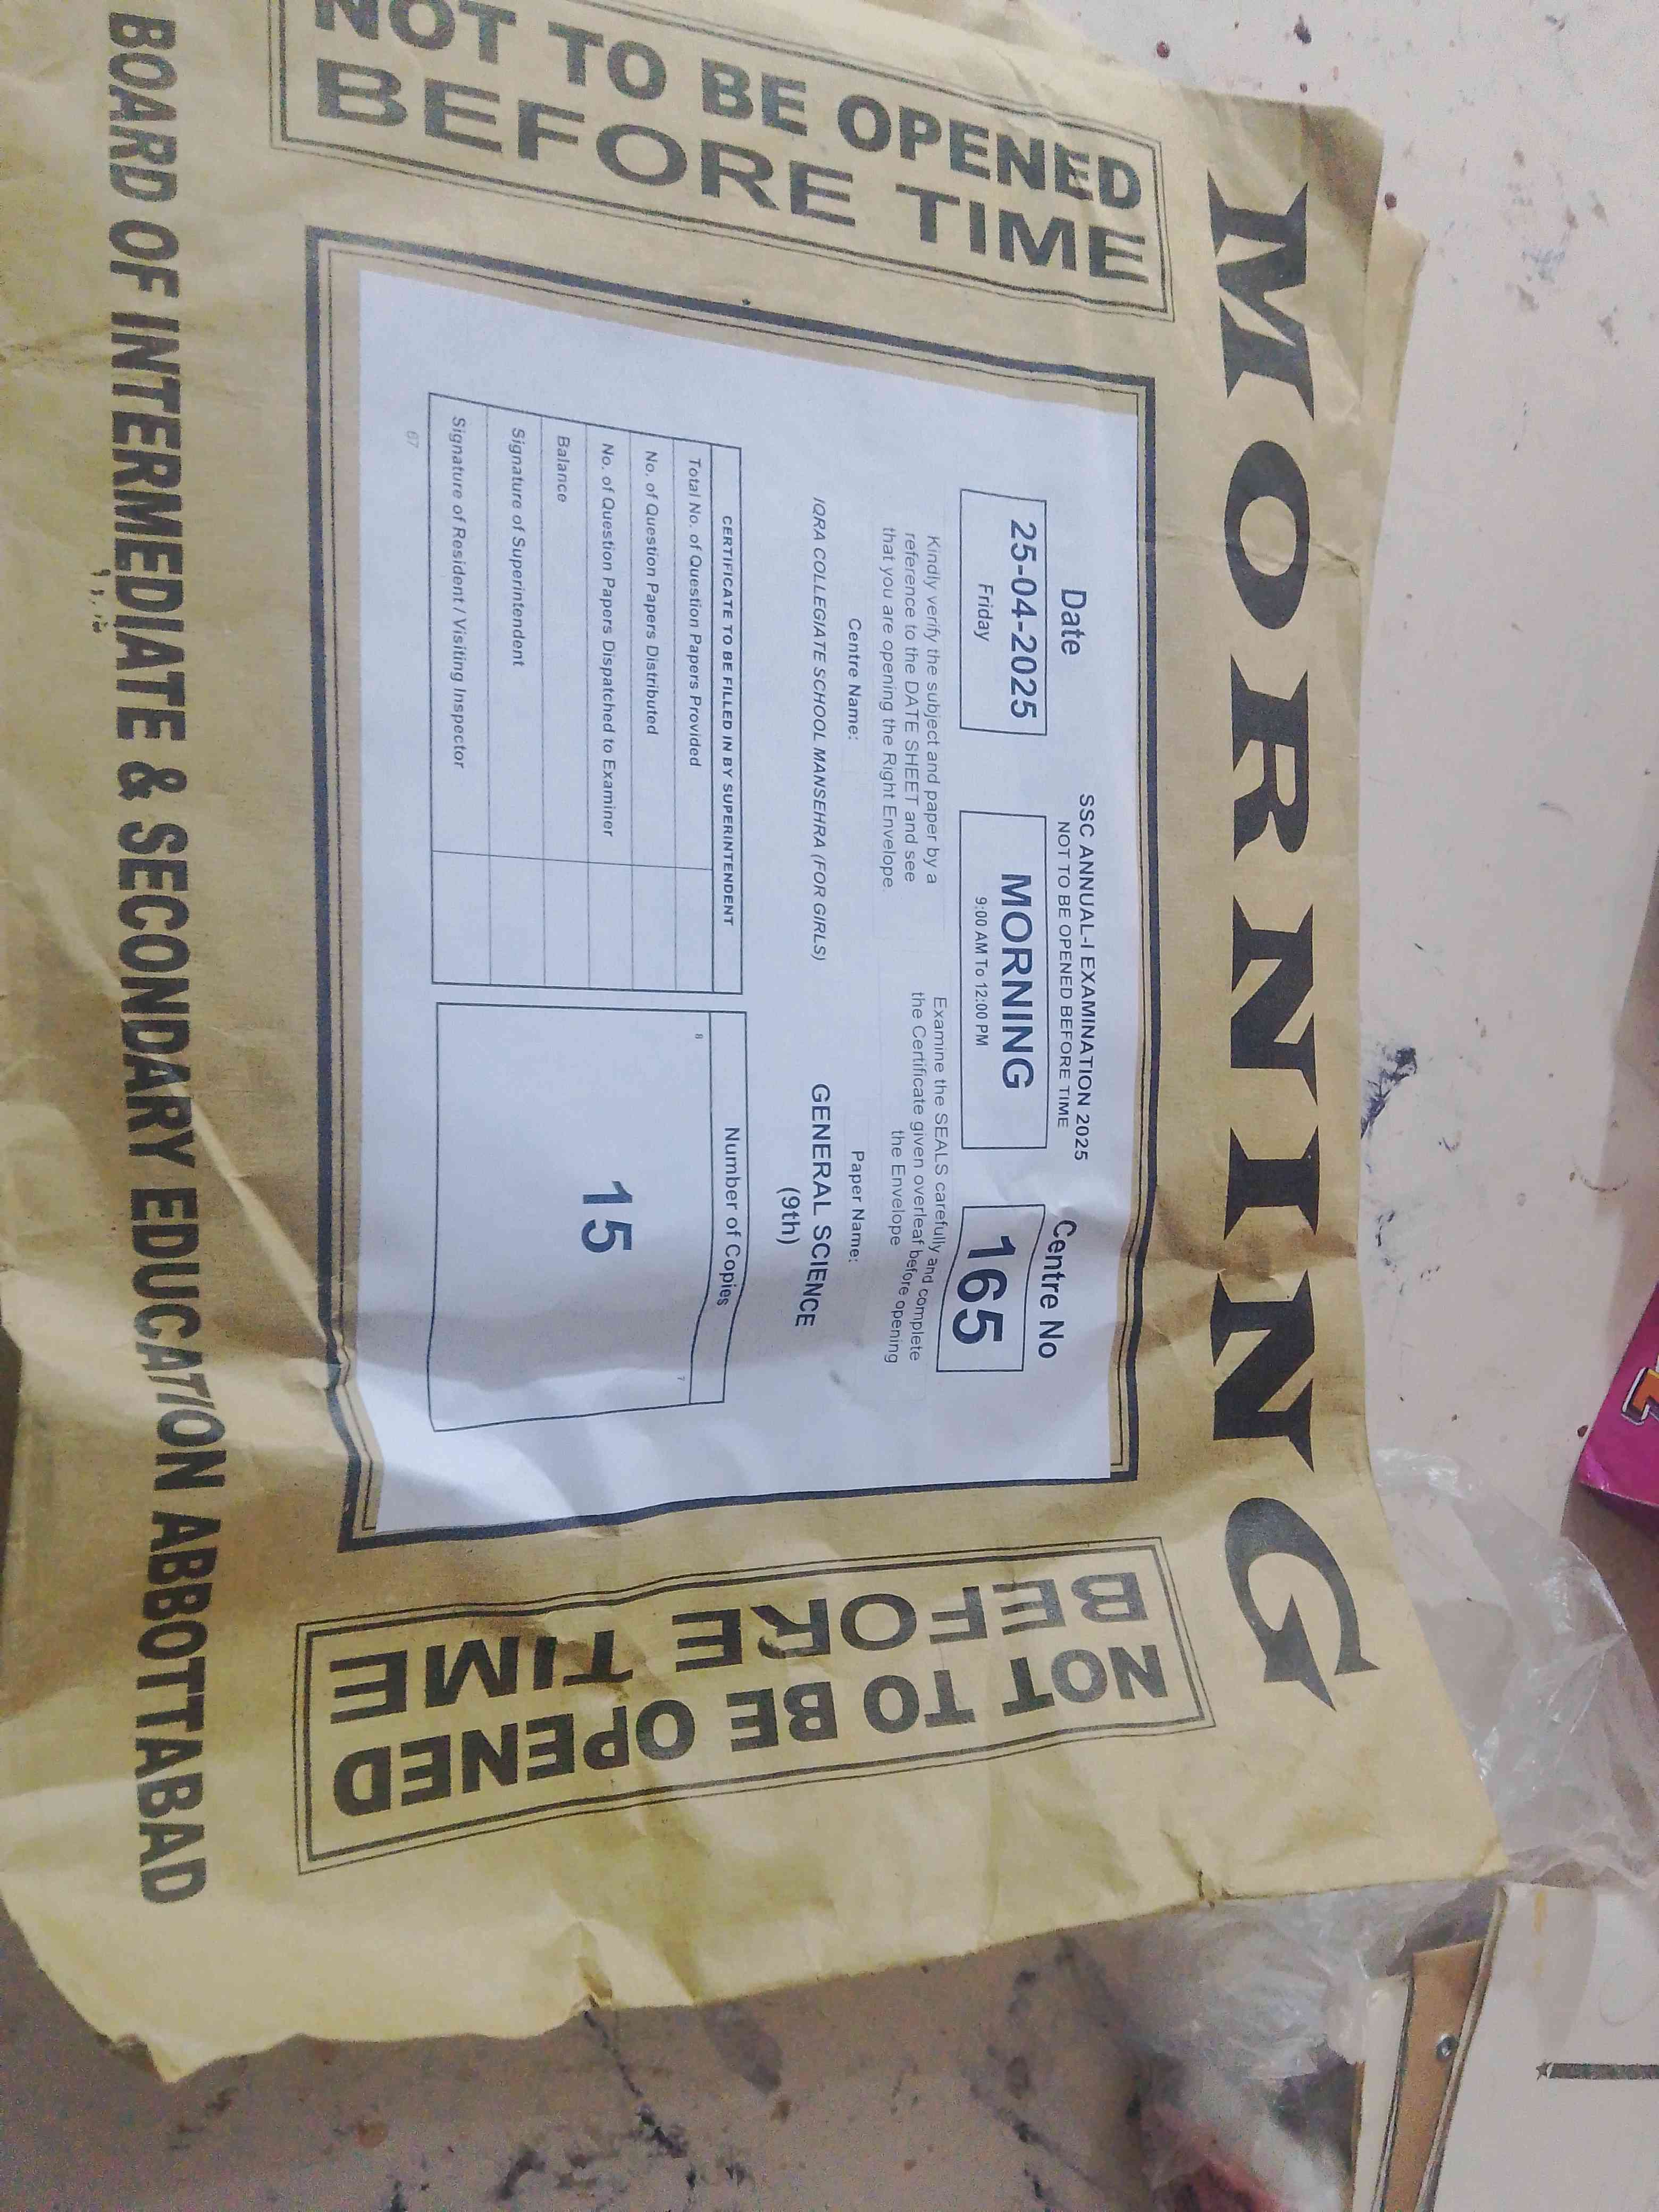 MORNING
NOT TO BE OPENED
BEFORE TIME
SSC ANNUAL-I EXAMINATION 2025
NOT TO BE OPENED BEFORE TIME
Date
25-04-2025
Friday
MORNING
9:00 AM To 12:00 PM
Centre No
165
Kindly verify the subject and paper by a
reference to the DATE SHEET and see
that you are opening the Right Envelope.
Examine the SEALS carefully and complete
the Certificate given overleaf before opening
the Envelope
Centre Name:
IQRA COLLEGIATE SCHOOL MANSEHRA (FOR GIRLS)
Paper Name:
GENERAL SCIENCE
(9th)
CERTIFICATE TO BE FILLED IN BY SUPERINTENDENT
Total No. of Question Papers Provided
No. of Question Papers Distributed
No. of Question Papers Dispatched to Examiner
Balance
Signature of Superintendent
Signature of Resident / Visiting Inspector
Number of Copies
8
15
7
67
NOT TO BE OPENED
BEFORE TIME
BOARD OF INTERMEDIATE & SECONDARY EDUCATION ABBOTTABAD